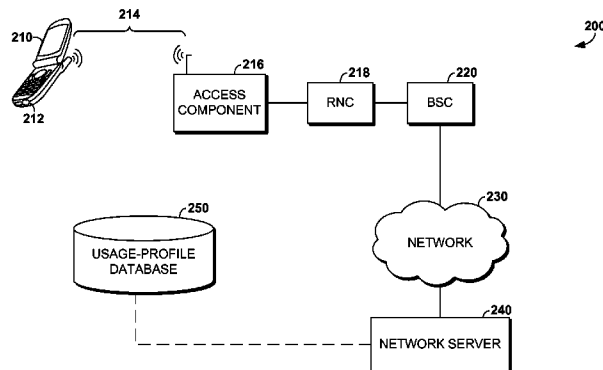 214
200
210
216
218
220
ACCESS
COMPONENT
RNC
BSC
212
230
250
NETWORK
USAGE-PROFILE
DATABASE
240
NETWORK SERVER